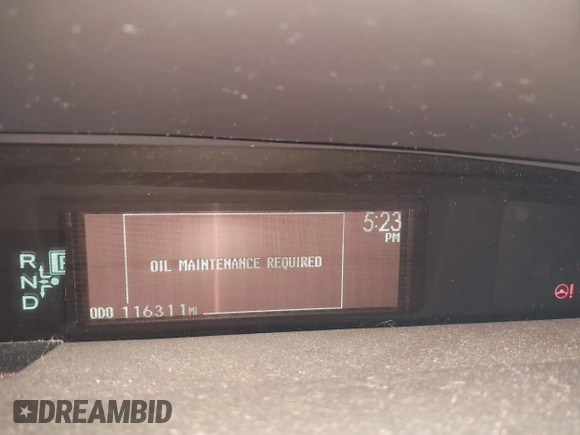 5:23
PM
R
N
D
OIL MAINTENANCE REQUIRED
ODO 116311 MI
!
DREAMBID